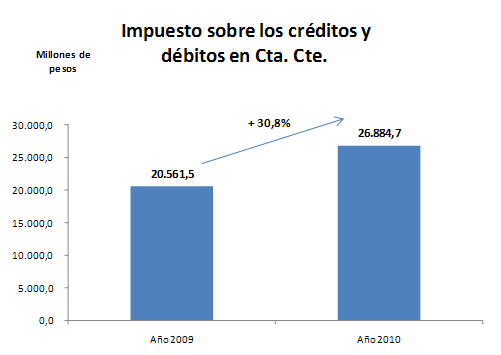 Impuesto sobre los créditos y
débitos en Cta. Cte.
Millones de
pesos
+ 30,8%
30.000,0
25.000,0
20.000,0
15.000,0
10.000,0
5.000,0
0,0
20.561,5
26.884,7
Año 2009
Año 2010